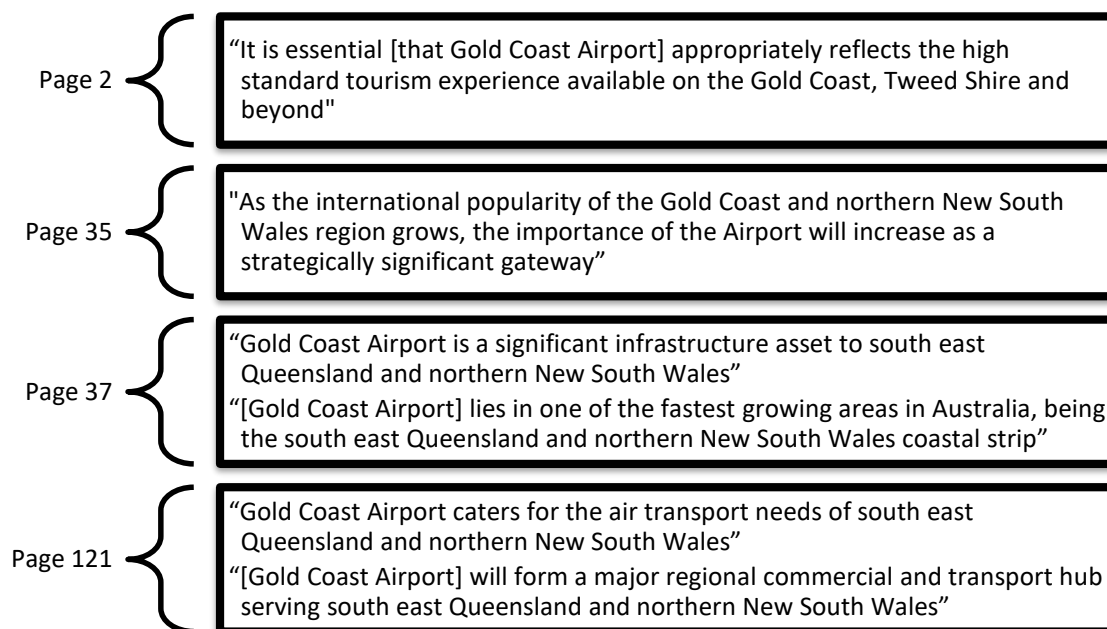 Page 2
“It is essential [that Gold Coast Airport] appropriately reflects the high
standard tourism experience available on the Gold Coast, Tweed Shire and
beyond"
Page 35
"As the international popularity of the Gold Coast and northern New South
Wales region grows, the importance of the Airport will increase as a
strategically significant gateway”
Page 37
“Gold Coast Airport is a significant infrastructure asset to south east
Queensland and northern New South Wales”
“[Gold Coast Airport] lies in one of the fastest growing areas in Australia, being
the south east Queensland and northern New South Wales coastal strip”
Page 121
“Gold Coast Airport caters for the air transport needs of south east
Queensland and northern New South Wales”
“[Gold Coast Airport] will form a major regional commercial and transport hub
serving south east Queensland and northern New South Wales”